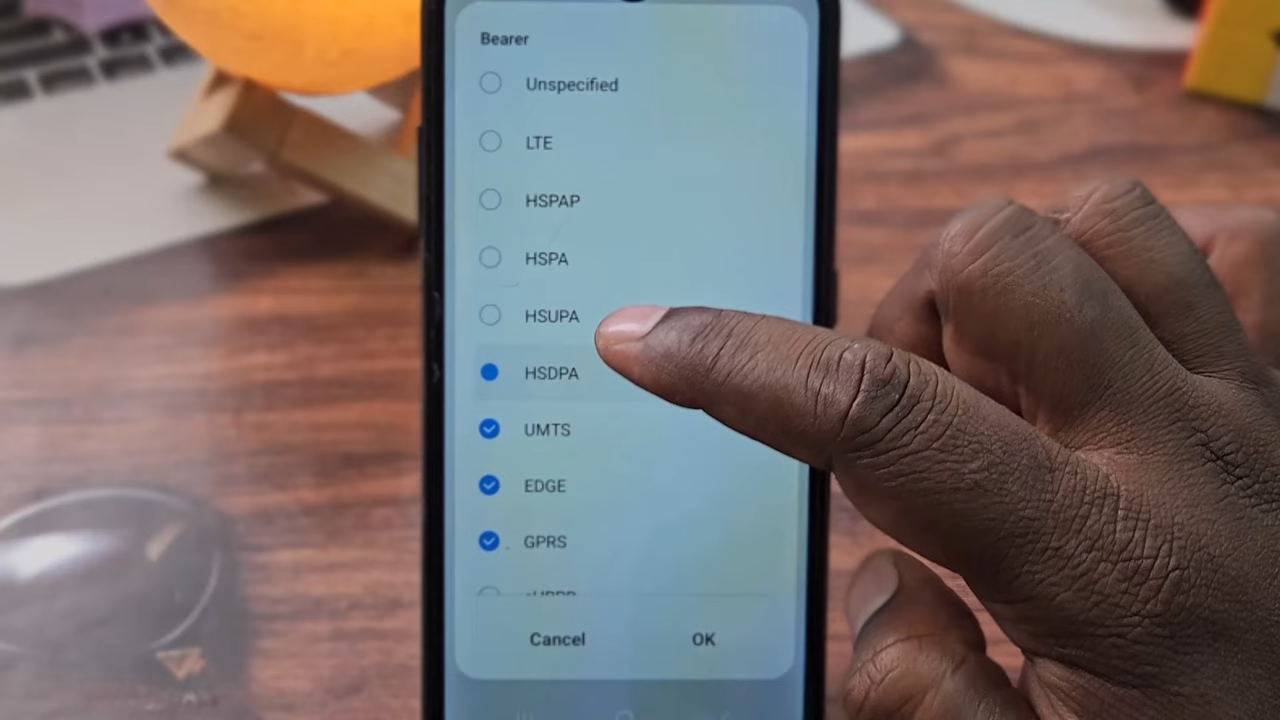 Bearer
Unspecified
LTE
HSPAP
HSPA
HSUPA
HSDPA
UMTS
EDGE
GPRS
Cancel
OK